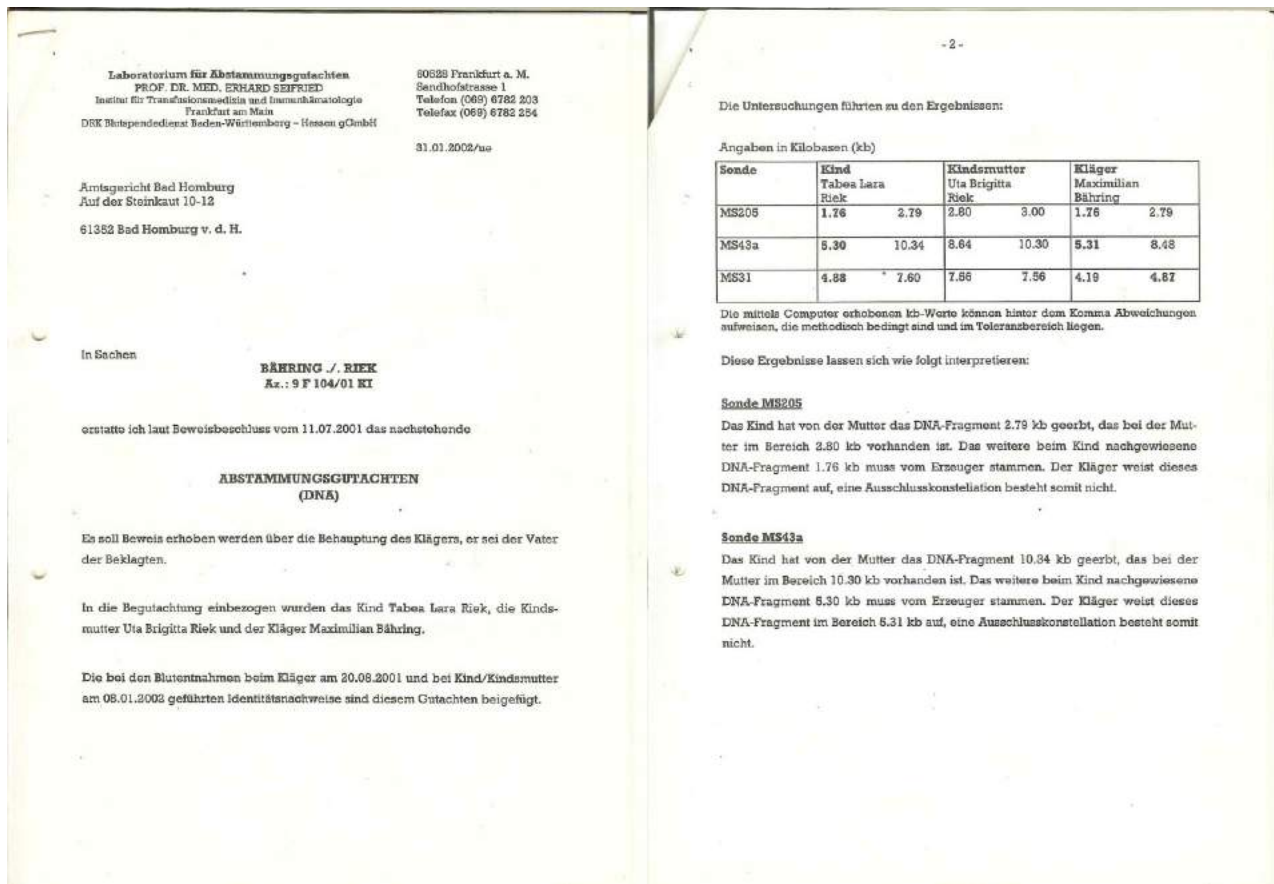 Laboratorium für Abstammungsgutachten
PROF. DR. MED. ERHARD SEIFRIED
Institut für Transfusionsmedizin und Immunhämatologie
Frankfurt am Main
DRK Blutspendedienst Baden-Württemberg – Hessen gGmbH
60528 Frankfurt a. M.
Sandhofstrasse 1
Telefon (069) 6782 203
Telefax (069) 6782 254
31.01.2002/ue
Amtsgericht Bad Homburg
Auf der Steinkaut 10-12
61352 Bad Homburg v. d. H.
In Sachen
BÄHRING ./. RIEK
Az.: 9 F 104/01 KI
erstatte ich laut Beweisbeschluss vom 11.07.2001 das nachstehende
ABSTAMMUNGSGUTACHTEN
(DNA)
Es soll Beweis erhoben werden über die Behauptung des Klägers, er sei der Vater
der Beklagten.
In die Begutachtung einbezogen wurden das Kind Tabea Lara Riek, die Kinds-
mutter Uta Brigitta Riek und der Kläger Maximilian Bähring.
Die bei den Blutentnahmen beim Kläger am 20.08.2001 und bei Kind/Kindsmutter
am 08.01.2002 geführten Identitätsnachweise sind diesem Gutachten beigefügt.
- 2 -
Die Untersuchungen führten zu den Ergebnissen:
Angaben in Kilobasen (kb)
Sonde Kind Kindsmutter Kläger
Tabea Lara Uta Brigitta Maximilian
Riek Riek Bähring
MS205 1.76 2.79 2.80 3.00 1.76 2.79
MS43a 5.30 10.34 8.64 10.30 5.31 8.48
MS31 4.88 7.60 7.56 7.56 4.19 4.87
Die mittels Computer erhobenen kb-Werte können hinter dem Komma Abweichungen
aufweisen, die methodisch bedingt sind und im Toleranzbereich liegen.
Diese Ergebnisse lassen sich wie folgt interpretieren:
Sonde MS205
Das Kind hat von der Mutter das DNA-Fragment 2.79 kb geerbt, das bei der Mut-
ter im Bereich 2.80 kb vorhanden ist. Das weitere beim Kind nachgewiesene
DNA-Fragment 1.76 kb muss vom Erzeuger stammen. Der Kläger weist dieses
DNA-Fragment auf, eine Ausschlusskonstellation besteht somit nicht.
Sonde MS43a
Das Kind hat von der Mutter das DNA-Fragment 10.34 kb geerbt, das bei der
Mutter im Bereich 10.30 kb vorhanden ist. Das weitere beim Kind nachgewiesene
DNA-Fragment 5.30 kb muss vom Erzeuger stammen. Der Kläger weist dieses
DNA-Fragment im Bereich 5.31 kb auf, eine Ausschlusskonstellation besteht somit
nicht.